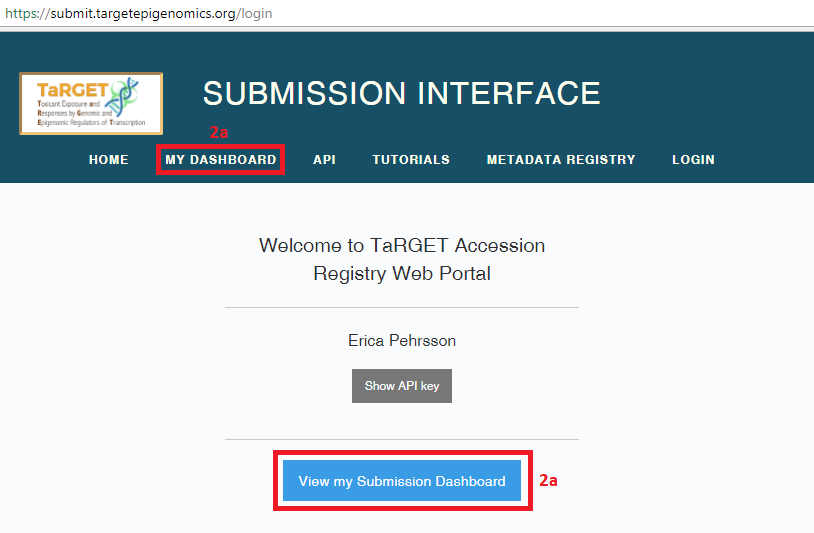 https://submit.targetepigenomics.org/login
TaRGET
Toxicant Exposure and
Responses by Genomic and
Epigenomic Regulators of Transcription
SUBMISSION INTERFACE
2a
HOME MY DASHBOARD API TUTORIALS METADATA REGISTRY LOGIN
Welcome to TaRGET Accession
Registry Web Portal
Erica Pehrsson
Show API key
View my Submission Dashboard 2a